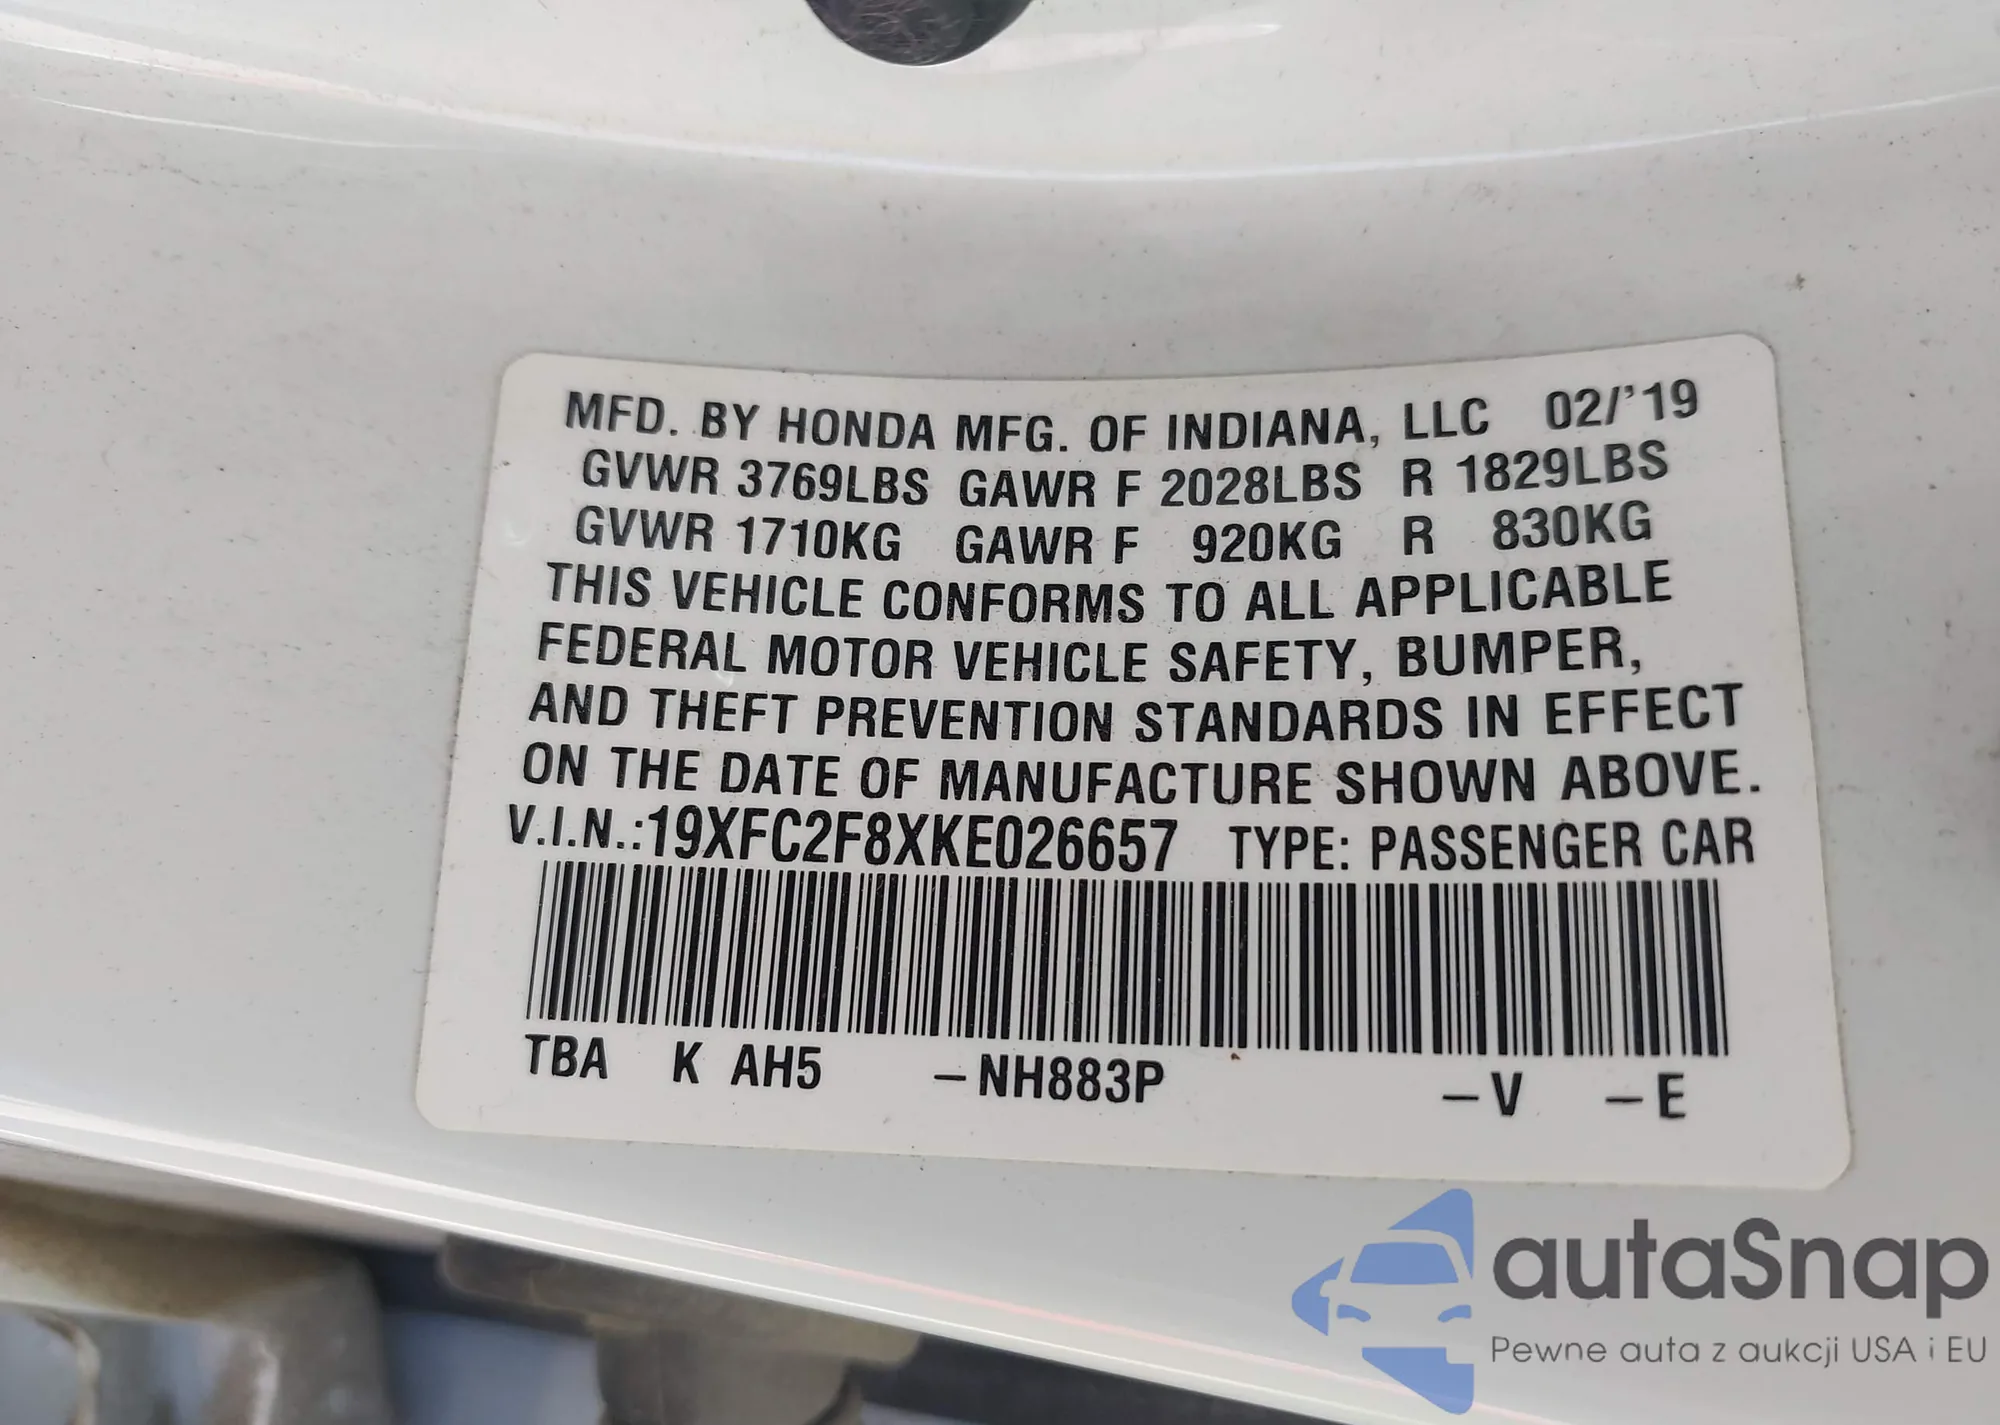 MFD. BY HONDA MFG. OF INDIANA, LLC 02/'19
GVWR 3769LBS GAWR F 2028LBS R 1829LBS
GVWR 1710KG GAWR F 920KG R 830KG
THIS VEHICLE CONFORMS TO ALL APPLICABLE
FEDERAL MOTOR VEHICLE SAFETY, BUMPER,
AND THEFT PREVENTION STANDARDS IN EFFECT
ON THE DATE OF MANUFACTURE SHOWN ABOVE.
V.I.N.:19XFC2F8XKE026657 TYPE: PASSENGER CAR
TBA K AH5 –NH883P –V –E
autaSnap
Pewne auta z aukcji USA i EU